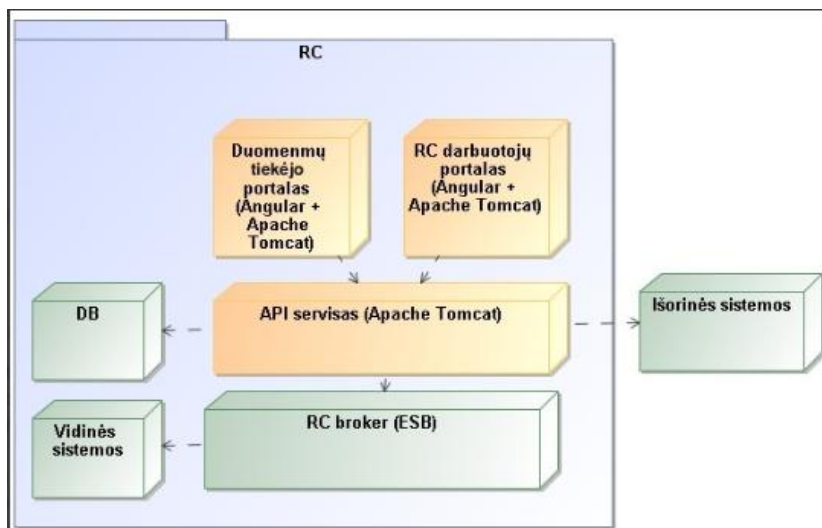 RC
Duomenmų
tiekėjo
portalas
(Angular +
Apache
Tomcat)
RC darbuotojų
portalas
(Angular +
Apache Tomcat)
DB
API servisas (Apache Tomcat)
Išorinės sistemos
Vidinės
sistemos
RC broker (ESB)